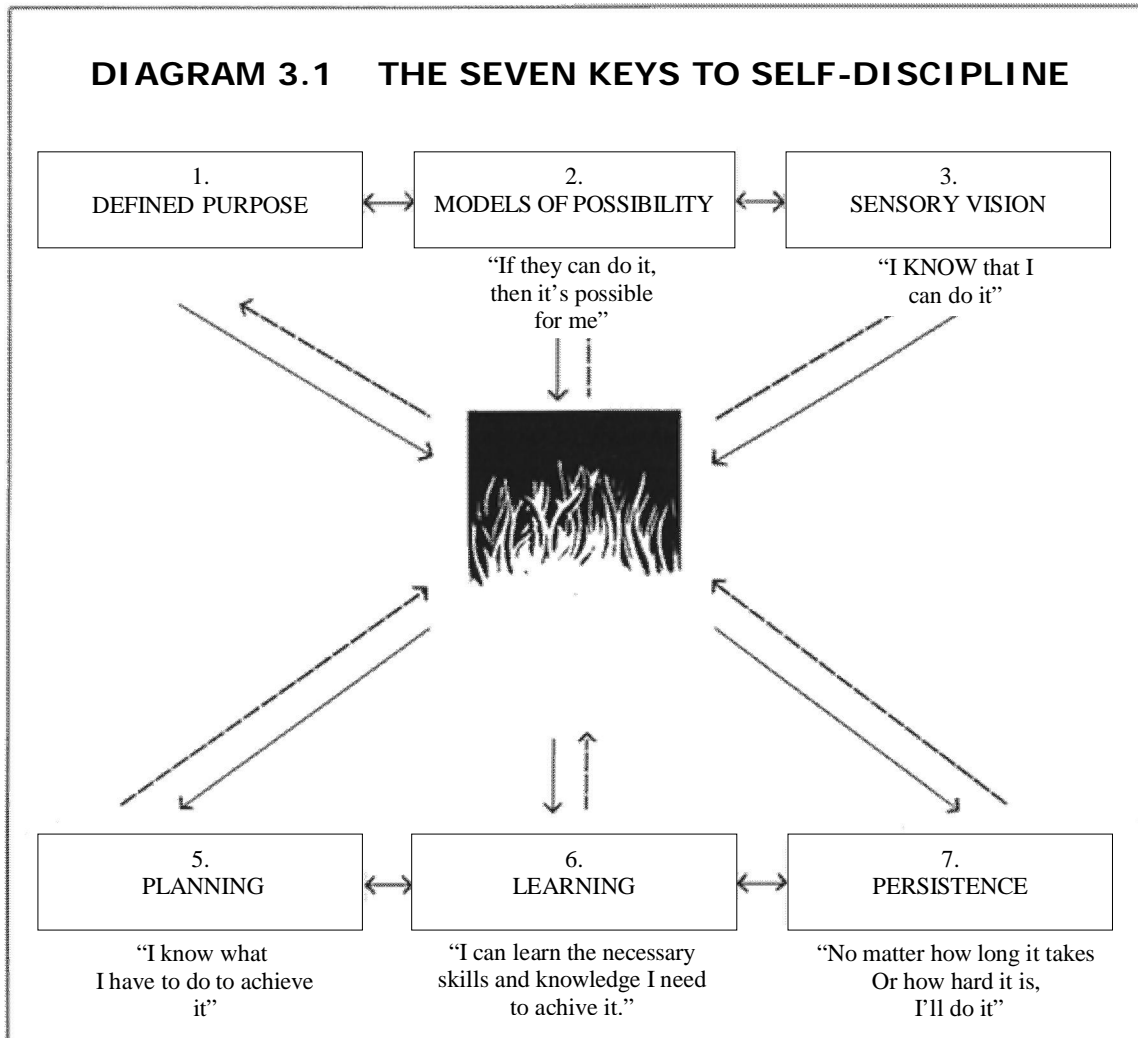 DIAGRAM 3.1 THE SEVEN KEYS TO SELF-DISCIPLINE
1.
DEFINED PURPOSE
2.
MODELS OF POSSIBILITY
3.
SENSORY VISION
“If they can do it,
then it’s possible
for me”
“I KNOW that I
can do it”
5.
PLANNING
6.
LEARNING
7.
PERSISTENCE
“I know what
I have to do to achieve
it”
“I can learn the necessary
skills and knowledge I need
to achive it.”
“No matter how long it takes
Or how hard it is,
I’ll do it”